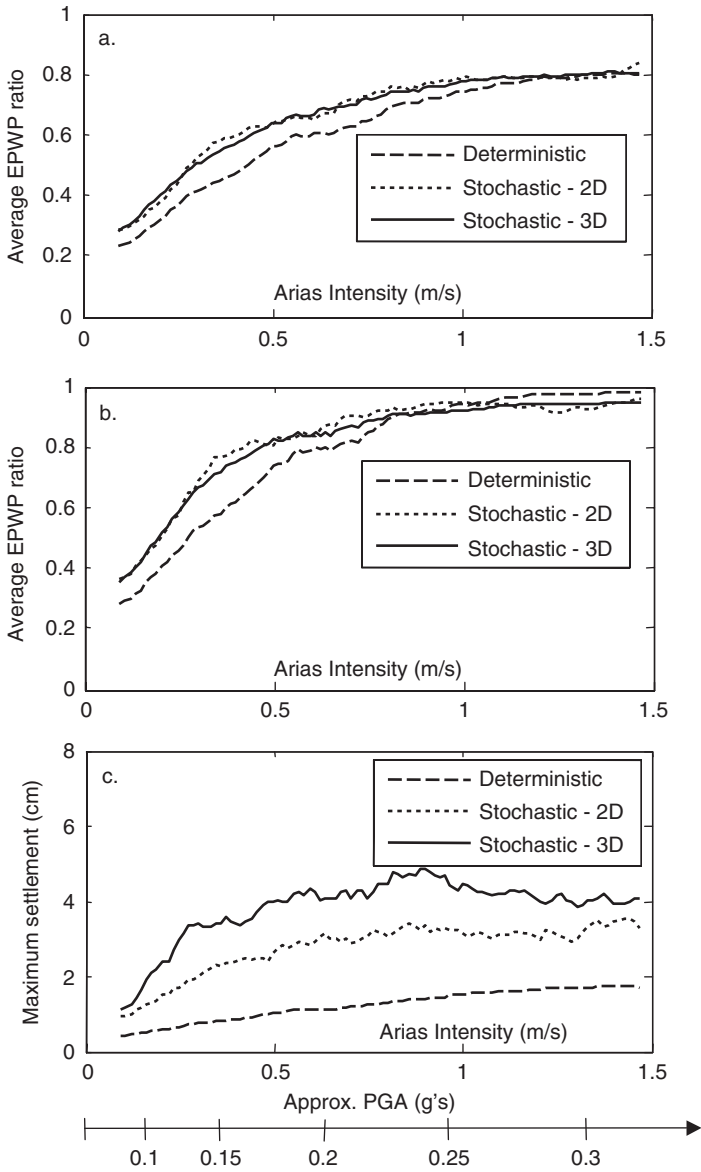 a.
Average EPWP ratio
1
0.8
0.6
0.4
0.2
0
Deterministic
Stochastic - 2D
Stochastic - 3D
Arias Intensity (m/s)
0
0.5
1
1.5
b.
Average EPWP ratio
1
0.8
0.6
0.4
0.2
0
Deterministic
Stochastic - 2D
Stochastic - 3D
Arias Intensity (m/s)
0
0.5
1
1.5
c.
Maximum settlement (cm)
8
6
4
2
0
Deterministic
Stochastic - 2D
Stochastic - 3D
Arias Intensity (m/s)
0.
0.5
1
1.5
Approx. PGA (g's)
0.1 0.15 0.2 0.25 0.3